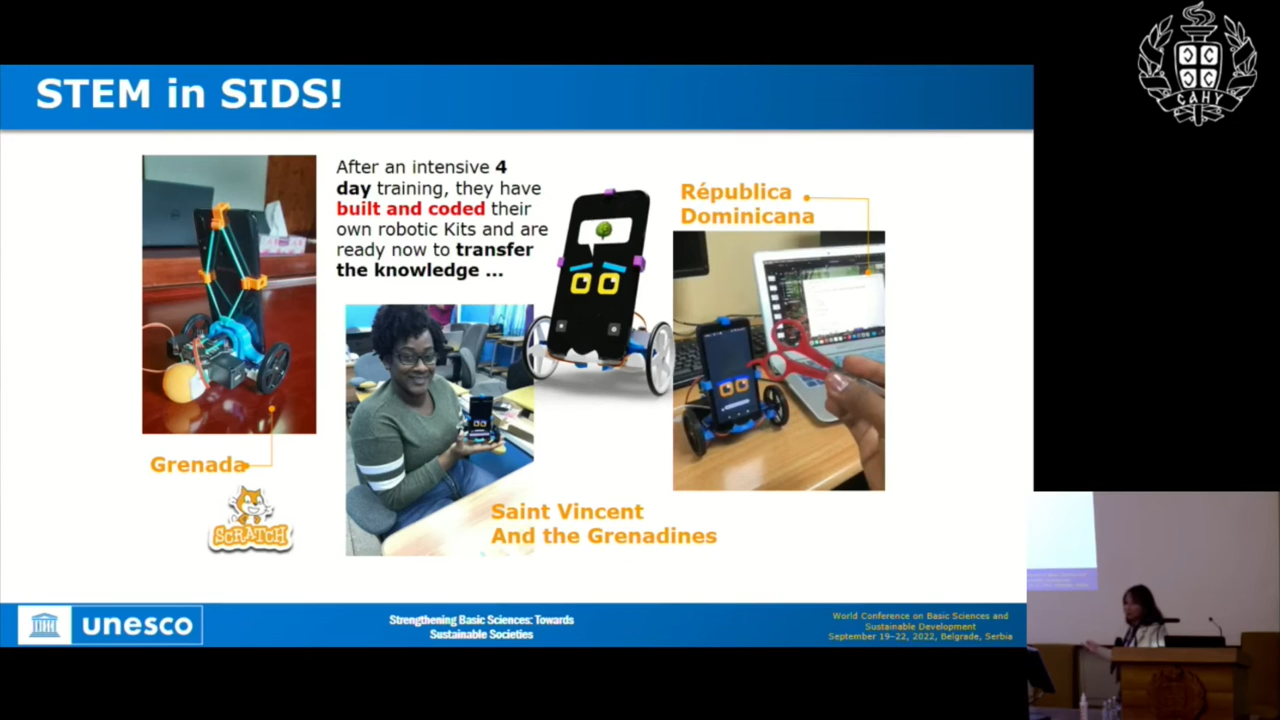 STEM in SIDS!
After an intensive 4
day training, they have
built and coded their
own robotic Kits and are
ready now to transfer
the knowledge ...
Républica
Dominicana
Grenada
SCRATCH
Saint Vincent
And the Grenadines
unesco
Strengthening Basic Sciences: Towards
Sustainable Societies
World Conference on Basic Sciences and
Sustainable Development
September 19–22, 2022, Belgrade, Serbia
САНУ